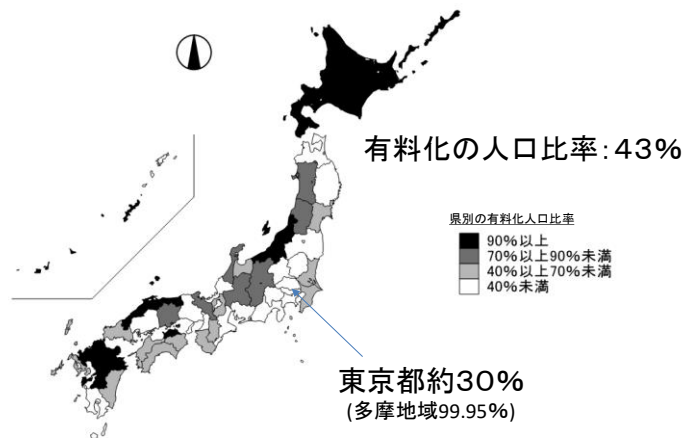 有料化の人口比率:43%
県別の有料化人口比率
90%以上
70%以上90%未満
40%以上70%未満
40%未満
東京都約30%
(多摩地域99.95%)